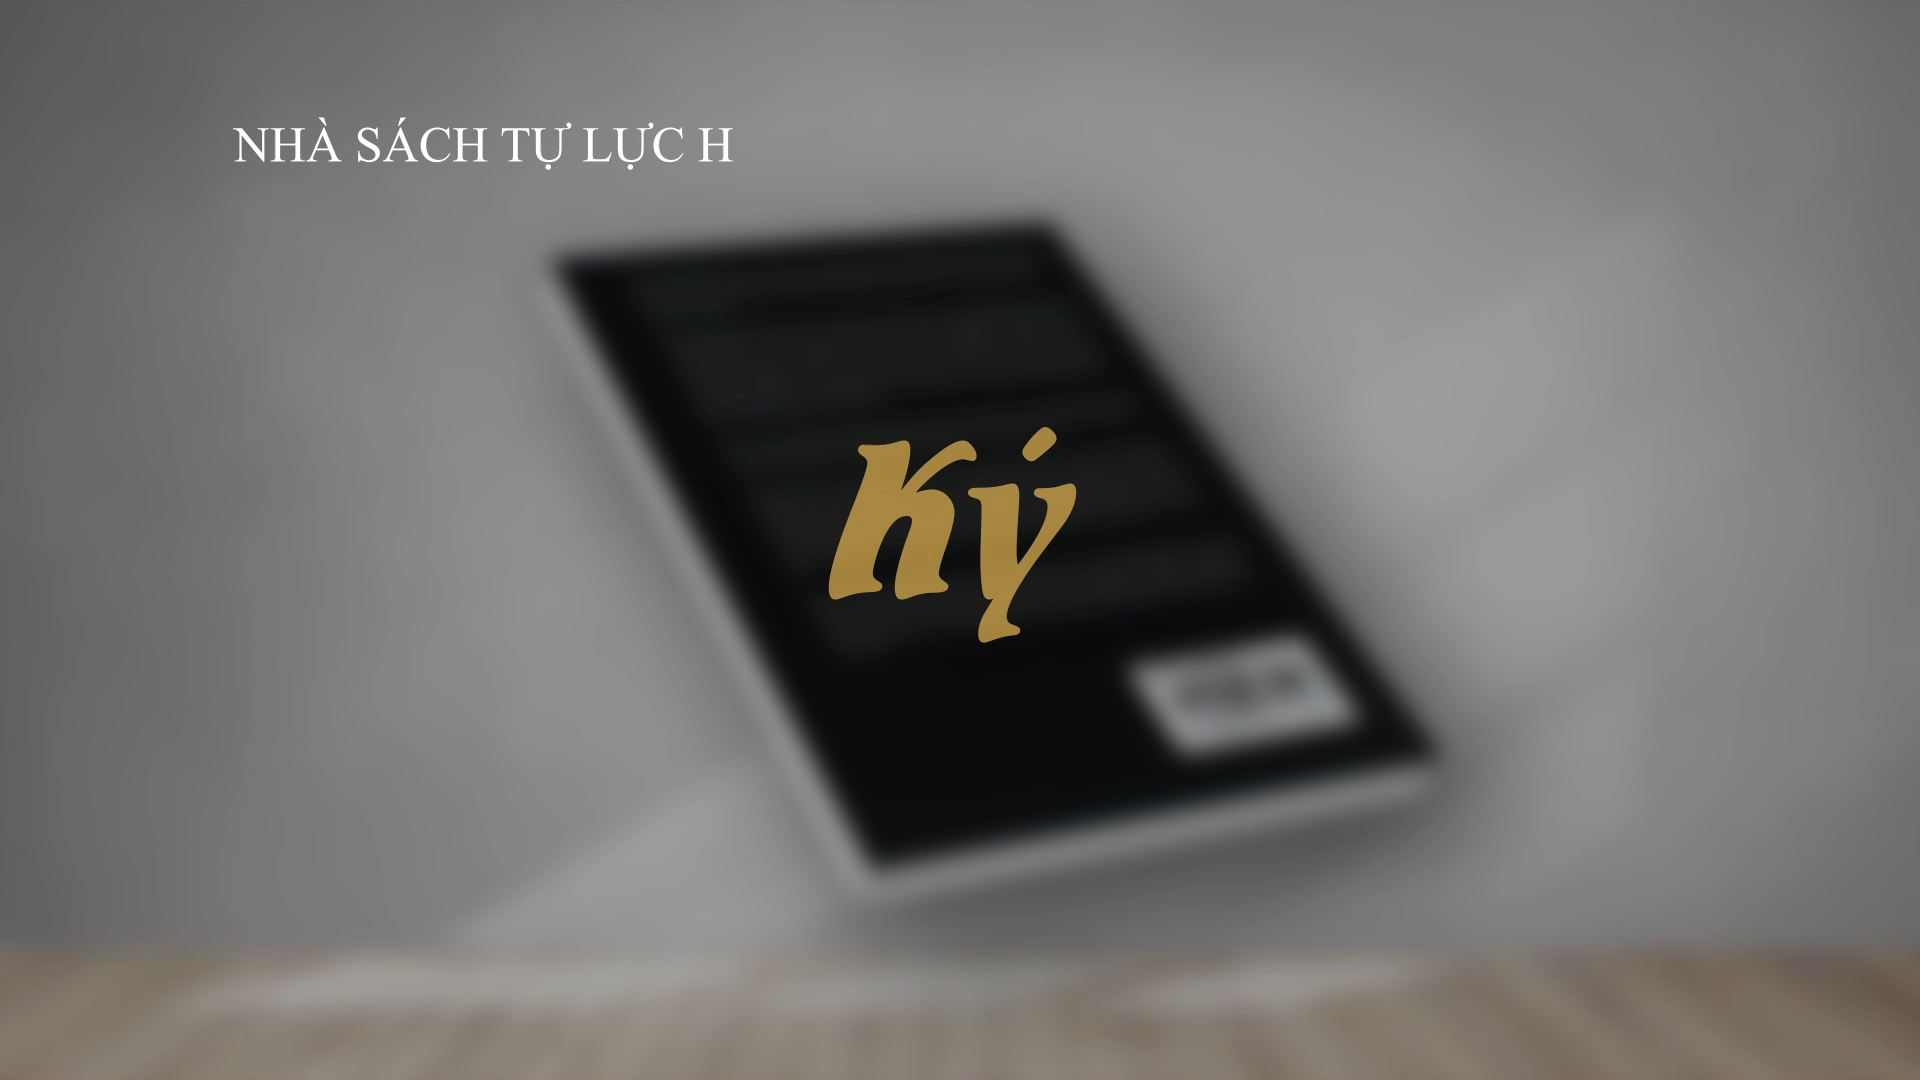 NHÀ SÁCH TỰ LỰC H
Ký